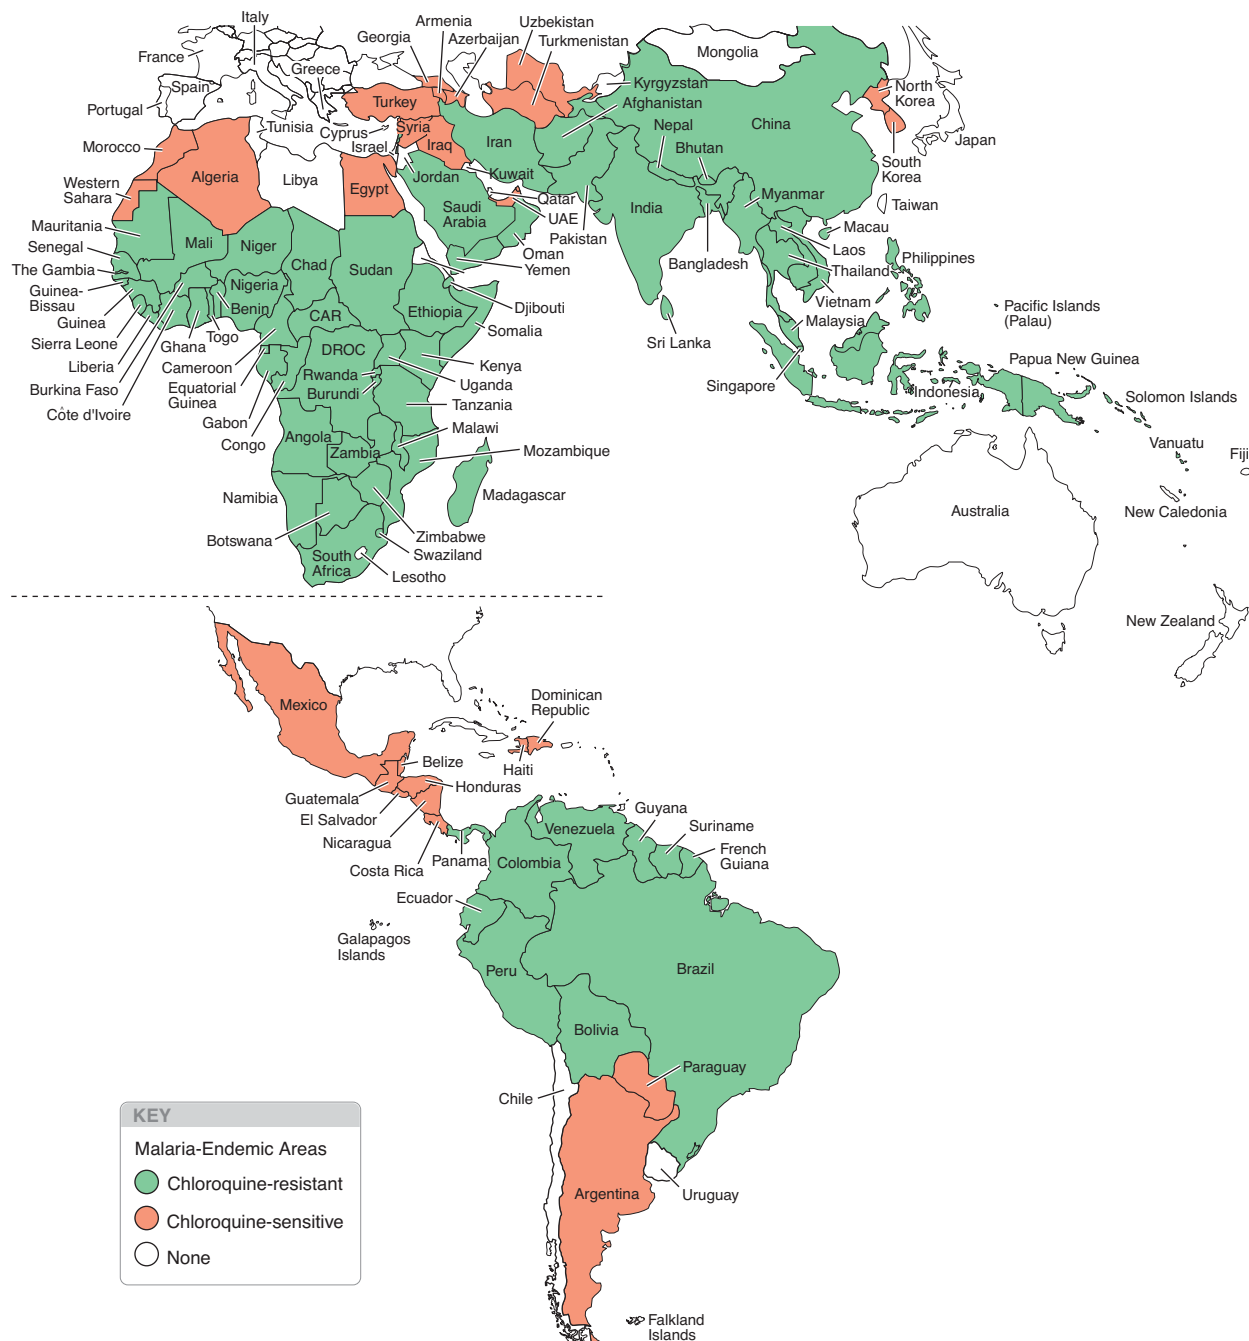 Italy
Armenia
Uzbekistan
Georgia
Azerbaijan
Turkmenistan
France
Greece
Mongolia
Spain
Kyrgyzstan
North
Korea
Portugal
Turkey
Afghanistan
Tunisia
Cyprus
Syria
Nepal
China
Japan
Morocco
Israel
Iraq
Iran
Bhutan
South
Korea
Western
Sahara
Algeria
Libya
Egypt
Jordan
Kuwait
Myanmar
Qatar
Taiwan
Mauritania
Saudi
Arabia
UAE
India
Macau
Senegal
Mali
Niger
Pakistan
Laos
The Gambia
Chad
Sudan
Oman
Yemen
Bangladesh
Thailand
Philippines
Guinea-
Bissau
Nigeria
Djibouti
Vietnam
Pacific Islands
(Palau)
Guinea
Benin
CAR
Ethiopia
Somalia
Malaysia
Sierra Leone
Togo
Ghana
DROC
Sri Lanka
Papua New Guinea
Liberia
Cameroon
Rwanda
Kenya
Singapore
Burkina Faso
Equatorial
Guinea
Burundi
Uganda
Indonesia
Solomon Islands
Côte d'Ivoire
Gabon
Tanzania
Congo
Angola
Malawi
Vanuatu
Zambia
Mozambique
Fiji
Namibia
Madagascar
Australia
New Caledonia
Botswana
Zimbabwe
South
Africa
Swaziland
Lesotho
New Zealand
Mexico
Dominican
Republic
Belize
Haiti
Honduras
Guatemala
El Salvador
Guyana
Nicaragua
Venezuela
Suriname
Costa Rica
Panama
Colombia
French
Guiana
Ecuador
Galapagos
Islands
Peru
Brazil
Bolivia
Paraguay
Chile
Argentina
Uruguay
Falkland
Islands
KEY
Malaria-Endemic Areas
Chloroquine-resistant
Chloroquine-sensitive
None